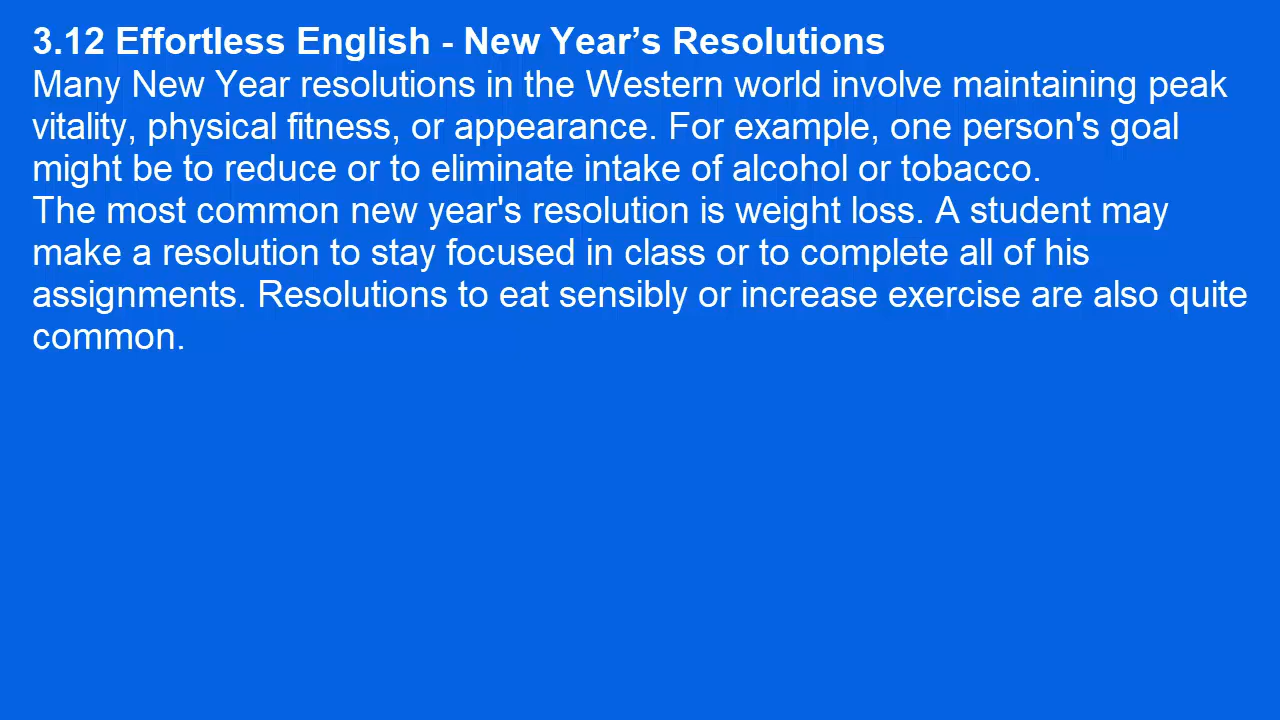 3.12 Effortless English - New Year’s Resolutions
Many New Year resolutions in the Western world involve maintaining peak
vitality, physical fitness, or appearance. For example, one person's goal
might be to reduce or to eliminate intake of alcohol or tobacco.
The most common new year's resolution is weight loss. A student may
make a resolution to stay focused in class or to complete all of his
assignments. Resolutions to eat sensibly or increase exercise are also quite
common.